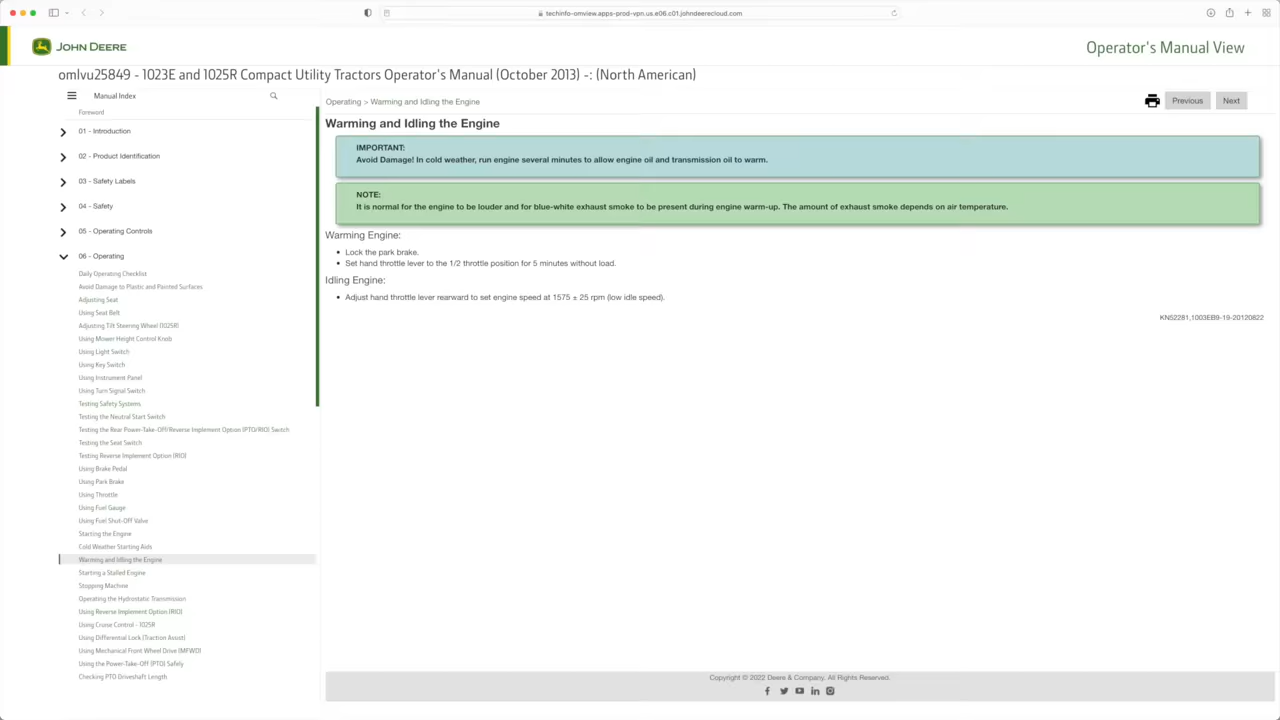 techinfo-omview.apps-prod-vpn.us.e06.c01.johndeerecloud.com
JOHN DEERE
Operator's Manual View
omlvu25849 - 1023E and 1025R Compact Utility Tractors Operator's Manual (October 2013) -: (North American)
Manual Index
Foreword
01 - Introduction
02 - Product Identification
03 - Safety Labels
04 - Safety
05 - Operating Controls
06 - Operating
Daily Operating Checklist
Avoid Damage to Plastic and Painted Surfaces
Adjusting Seat
Using Seat Belt
Adjusting Tilt Steering Wheel (1025R)
Using Mower Height Control Knob
Using Light Switch
Using Key Switch
Using Instrument Panel
Using Turn Signal Switch
Testing Safety Systems
Testing the Neutral Start Switch
Testing the Rear Power-Take-Off/Reverse Implement Option (PTO/RIO) Switch
Testing the Seat Switch
Testing Reverse Implement Option (RIO)
Using Brake Pedal
Using Park Brake
Using Throttle
Using Fuel Gauge
Using Fuel Shut-Off Valve
Starting the Engine
Cold Weather Starting Aids
Warming and Idling the Engine
Starting a Stalled Engine
Stopping Machine
Operating the Hydrostatic Transmission
Using Reverse Implement Option (RIO)
Using Cruise Control - 1025R
Using Differential Lock (Traction Assist)
Using Mechanical Front Wheel Drive (MFWD)
Using the Power-Take-Off (PTO) Safely
Checking PTO Driveshaft Length
Operating > Warming and Idling the Engine
Previous
Next
Warming and Idling the Engine
IMPORTANT:
Avoid Damage! In cold weather, run engine several minutes to allow engine oil and transmission oil to warm.
NOTE:
It is normal for the engine to be louder and for blue-white exhaust smoke to be present during engine warm-up. The amount of exhaust smoke depends on air temperature.
Warming Engine:
• Lock the park brake.
• Set hand throttle lever to the 1/2 throttle position for 5 minutes without load.
Idling Engine:
• Adjust hand throttle lever rearward to set engine speed at 1575 ± 25 rpm (low idle speed).
KN52281,1003EB9-19-20120822
Copyright © 2022 Deere & Company. All Rights Reserved.